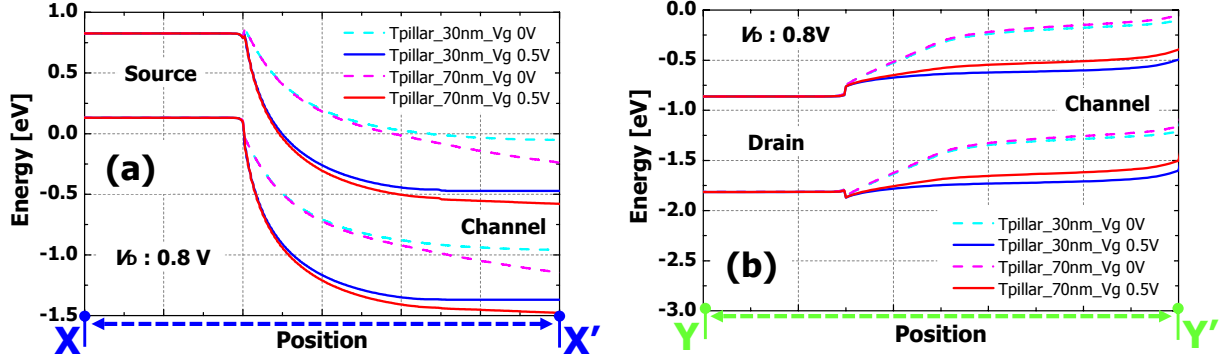 1.0
0.5
0.0
-0.5
-1.0
-1.5
Energy [eV]
Source
Tpillar_30nm_Vg 0V
Tpillar_30nm_Vg 0.5V
Tpillar_70nm_Vg 0V
Tpillar_70nm_Vg 0.5V
(a)
Channel
VD : 0.8 V
X
Position
X′
0.0
-0.5
-1.0
-1.5
-2.0
-2.5
-3.0
Energy [eV]
VD : 0.8V
Channel
Drain
Tpillar_30nm_Vg 0V
Tpillar_30nm_Vg 0.5V
Tpillar_70nm_Vg 0V
Tpillar_70nm_Vg 0.5V
(b)
Y
Position
Y′